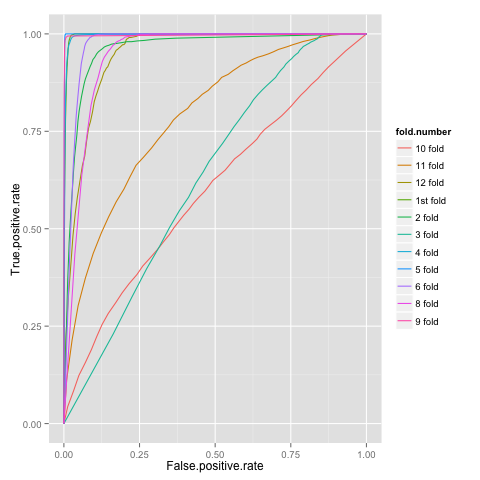 1.00
0.75
0.50
0.25
0.00
True.positive.rate
0.00 0.25 0.50 0.75 1.00
False.positive.rate
fold.number
10 fold
11 fold
12 fold
1st fold
2 fold
3 fold
4 fold
5 fold
6 fold
8 fold
9 fold